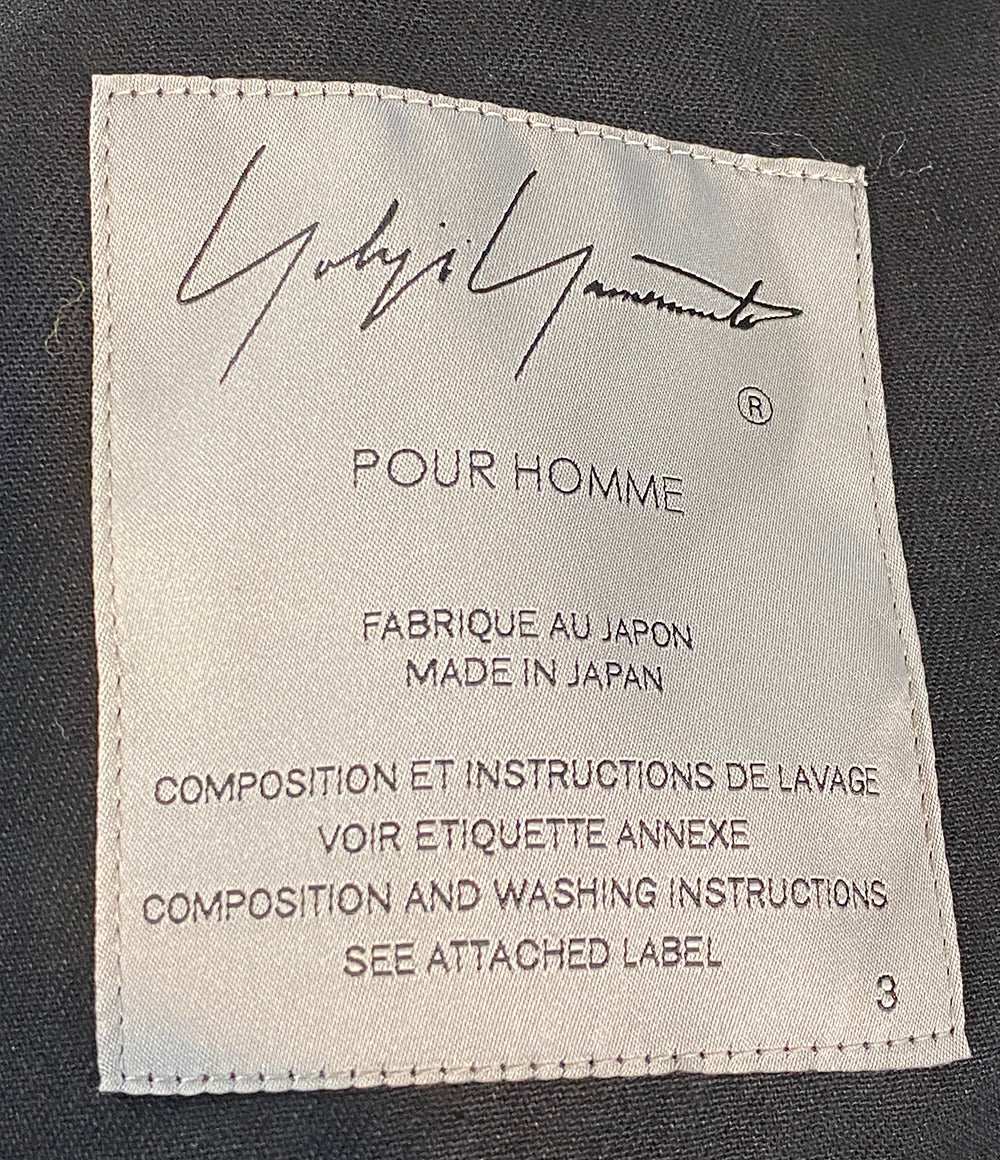 Yohji Yamamoto
®
POUR HOMME
FABRIQUE AU JAPON
MADE IN JAPAN
COMPOSITION ET INSTRUCTIONS DE LAVAGE
VOIR ETIQUETTE ANNEXE
COMPOSITION AND WASHING INSTRUCTIONS
SEE ATTACHED LABEL
3